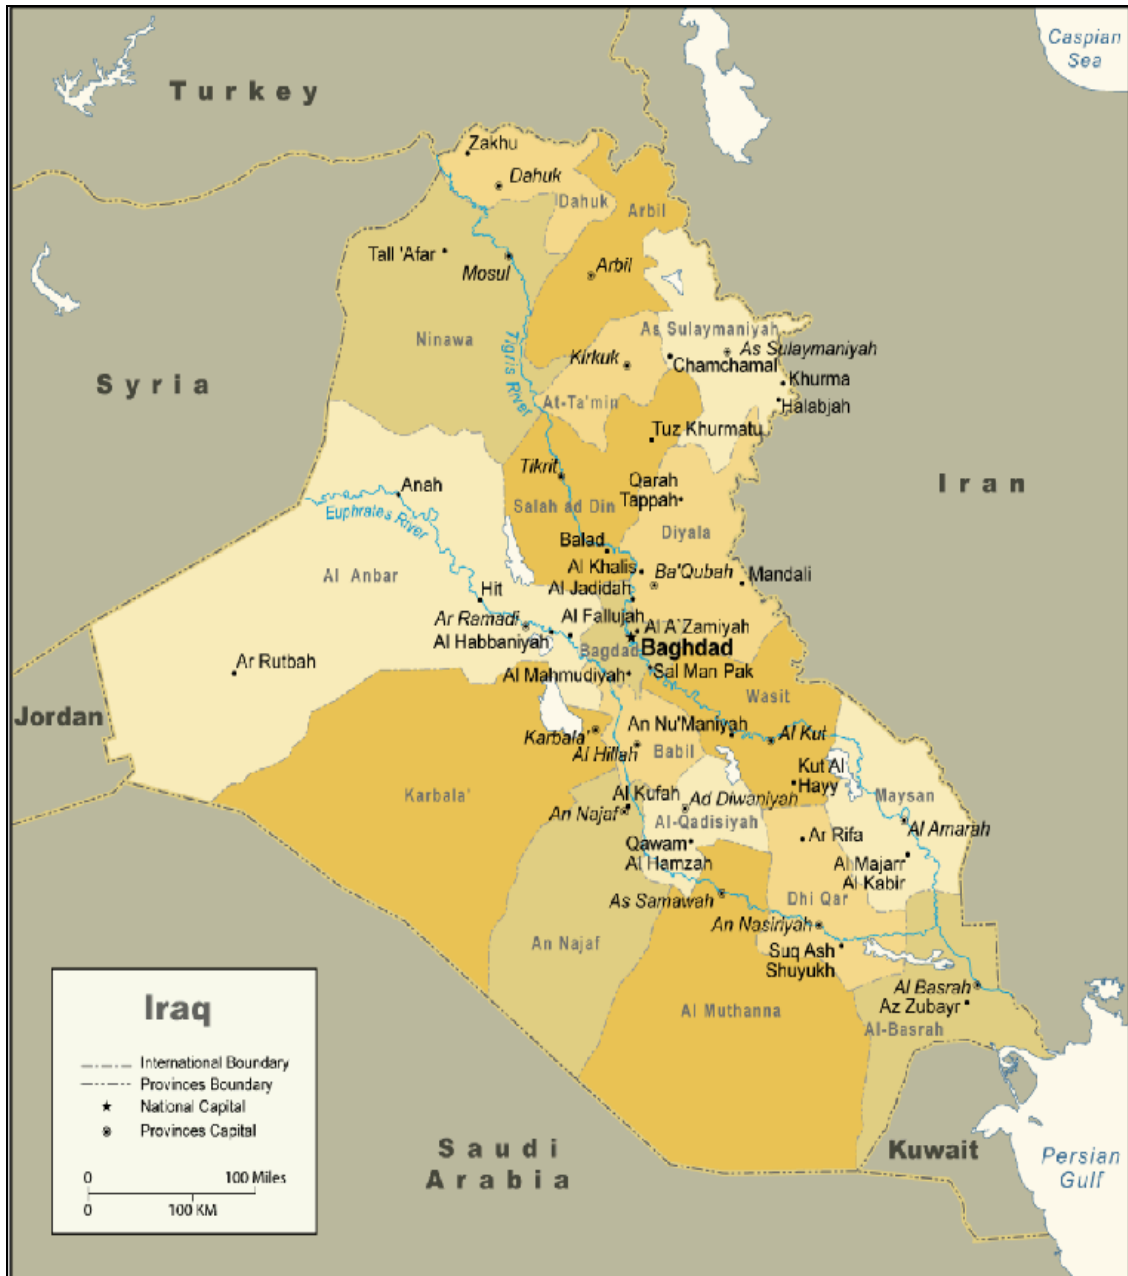 Caspian
Sea
Turkey
Zakhu
Dahuk
Dahuk
Arbil
Tall 'Afar
Mosul
Arbil
Ninawa
Tigris River
As Sulaymaniyah
As Sulaymaniyah
Kirkuk
Chamchamal
Khurma
Syria
At-Ta'min
Halabjah
Tuz Khurmatu
Tikrit
Qarah
Tappah
Iran
Anah
Salah ad Din
Euphrates River
Diyala
Balad
Al Khalis
Ba'Qubah
Mandali
Al Anbar
Hit
Al Jadidah
Al Fallujah
Ar Ramadi
Al A'Zamiyah
Al Habbaniyah
Bagdad
Baghdad
Ar Rutbah
Al Mahmudiyah
Sal Man Pak
Wasit
Jordan
An Nu'Maniyah
Karbala'
Al Kut
Al Hillah
Babil
Kut Al
Hayy
Karbala'
Al Kufah
Ad Diwaniyah
Maysan
An Najaf
Al-Qadisiyah
Al Amarah
Ar Rifa
Qawam
Al Hamzah
Al Majarr
Al Kabir
As Samawah
Dhi Qar
An Nasiriyah
An Najaf
Suq Ash
Shuyukh
Al Basrah
Az Zubayr
Al Muthanna
Al-Basrah
Iraq
International Boundary
Provinces Boundary
National Capital
Provinces Capital
0 100 Miles
0 100 KM
Saudi
Arabia
Kuwait
Persian
Gulf